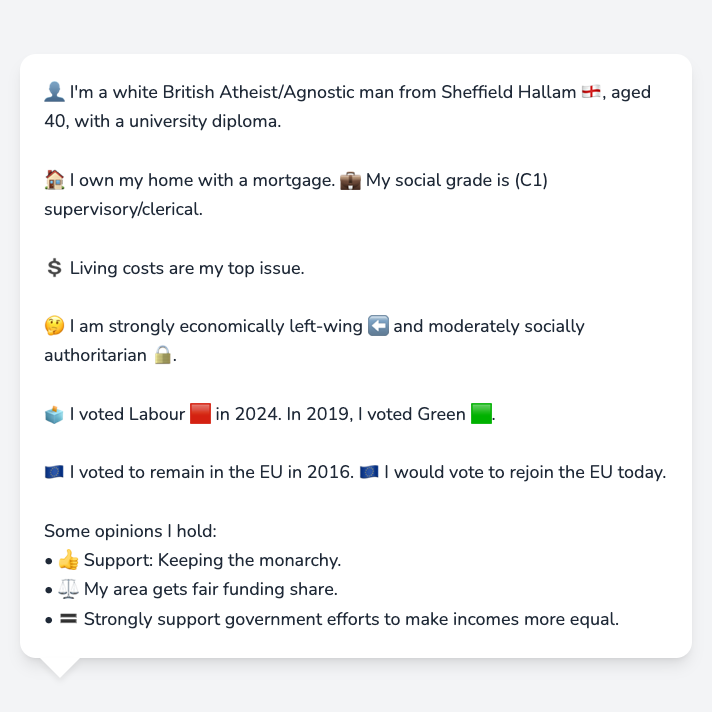 👤 I'm a white British Atheist/Agnostic man from Sheffield Hallam 🏴󠁧󠁢󠁥󠁮󠁧󠁿, aged
40, with a university diploma.
🏠 I own my home with a mortgage. 💼 My social grade is (C1)
supervisory/clerical.
💲 Living costs are my top issue.
🤔 I am strongly economically left-wing ⬅️ and moderately socially
authoritarian 🔒.
🗳️ I voted Labour 🟥 in 2024. In 2019, I voted Green 🟩.
🇪🇺 I voted to remain in the EU in 2016. 🇪🇺 I would vote to rejoin the EU today.
Some opinions I hold:
• 👍 Support: Keeping the monarchy.
• ⚖️ My area gets fair funding share.
• 🟰 Strongly support government efforts to make incomes more equal.